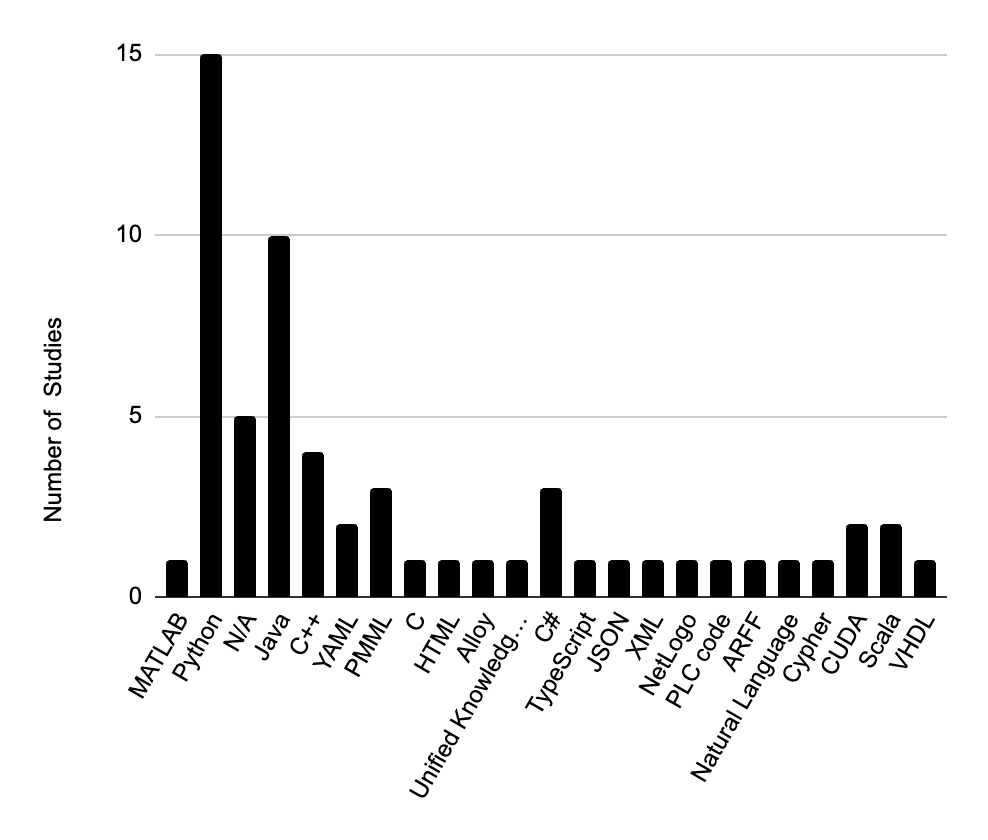 15
10
5
0
Number of Studies
MATLAB
Python
N/A
Java
C++
YAML
PMML
C
HTML
Alloy
Unified Knowledg...
C#
TypeScript
JSON
XML
NetLogo
PLC code
ARFF
Natural Language
Cypher
CUDA
Scala
VHDL